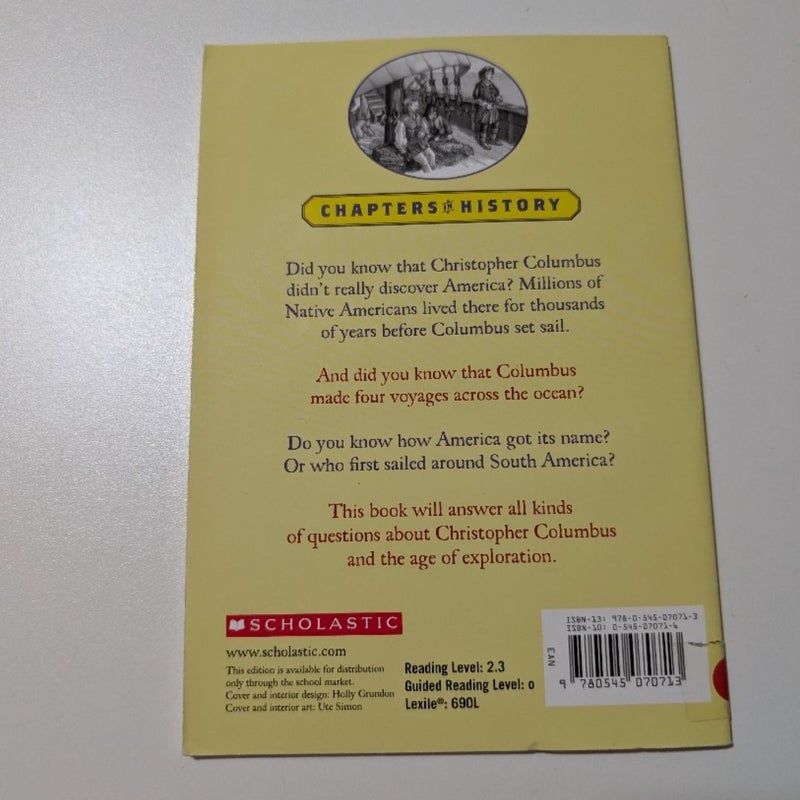 CHAPTERS IN HISTORY
Did you know that Christopher Columbus
didn't really discover America? Millions of
Native Americans lived there for thousands
of years before Columbus set sail.
And did you know that Columbus
made four voyages across the ocean?
Do you know how America got its name?
Or who first sailed around South America?
This book will answer all kinds
of questions about Christopher Columbus
and the age of exploration.
SCHOLASTIC
www.scholastic.com
This edition is available for distribution
only through the school market.
Cover and interior design: Holly Grundon
Cover and interior art: Ute Simon
Reading Level: 2.3
Guided Reading Level: o
Lexile®: 690L
ISBN-13: 978-0-545-07071-3
ISBN-10: 0-545-07071-6
EAN
9 780545 070713